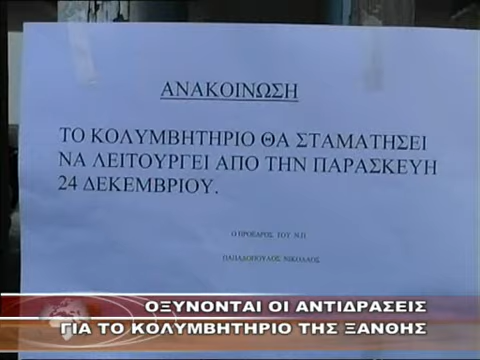 ΑΝΑΚΟΙΝΩΣΗ
ΤΟ ΚΟΛΥΜΒΗΤΗΡΙΟ ΘΑ ΣΤΑΜΑΤΗΣΕΙ
ΝΑ ΛΕΙΤΟΥΡΓΕΙ ΑΠΟ ΤΗΝ ΠΑΡΑΣΚΕΥΗ
24 ΔΕΚΕΜΒΡΙΟΥ.
Ο ΠΡΟΕΔΡΟΣ ΤΟΥ Ν.Π
ΠΑΠΑΔΟΠΟΥΛΟΣ ΝΙΚΟΛΑΟΣ
ΟΞΥΝΟΝΤΑΙ ΟΙ ΑΝΤΙΔΡΑΣΕΙΣ
ΓΙΑ ΤΟ ΚΟΛΥΜΒΗΤΗΡΙΟ ΤΗΣ ΞΑΝΘΗΣ